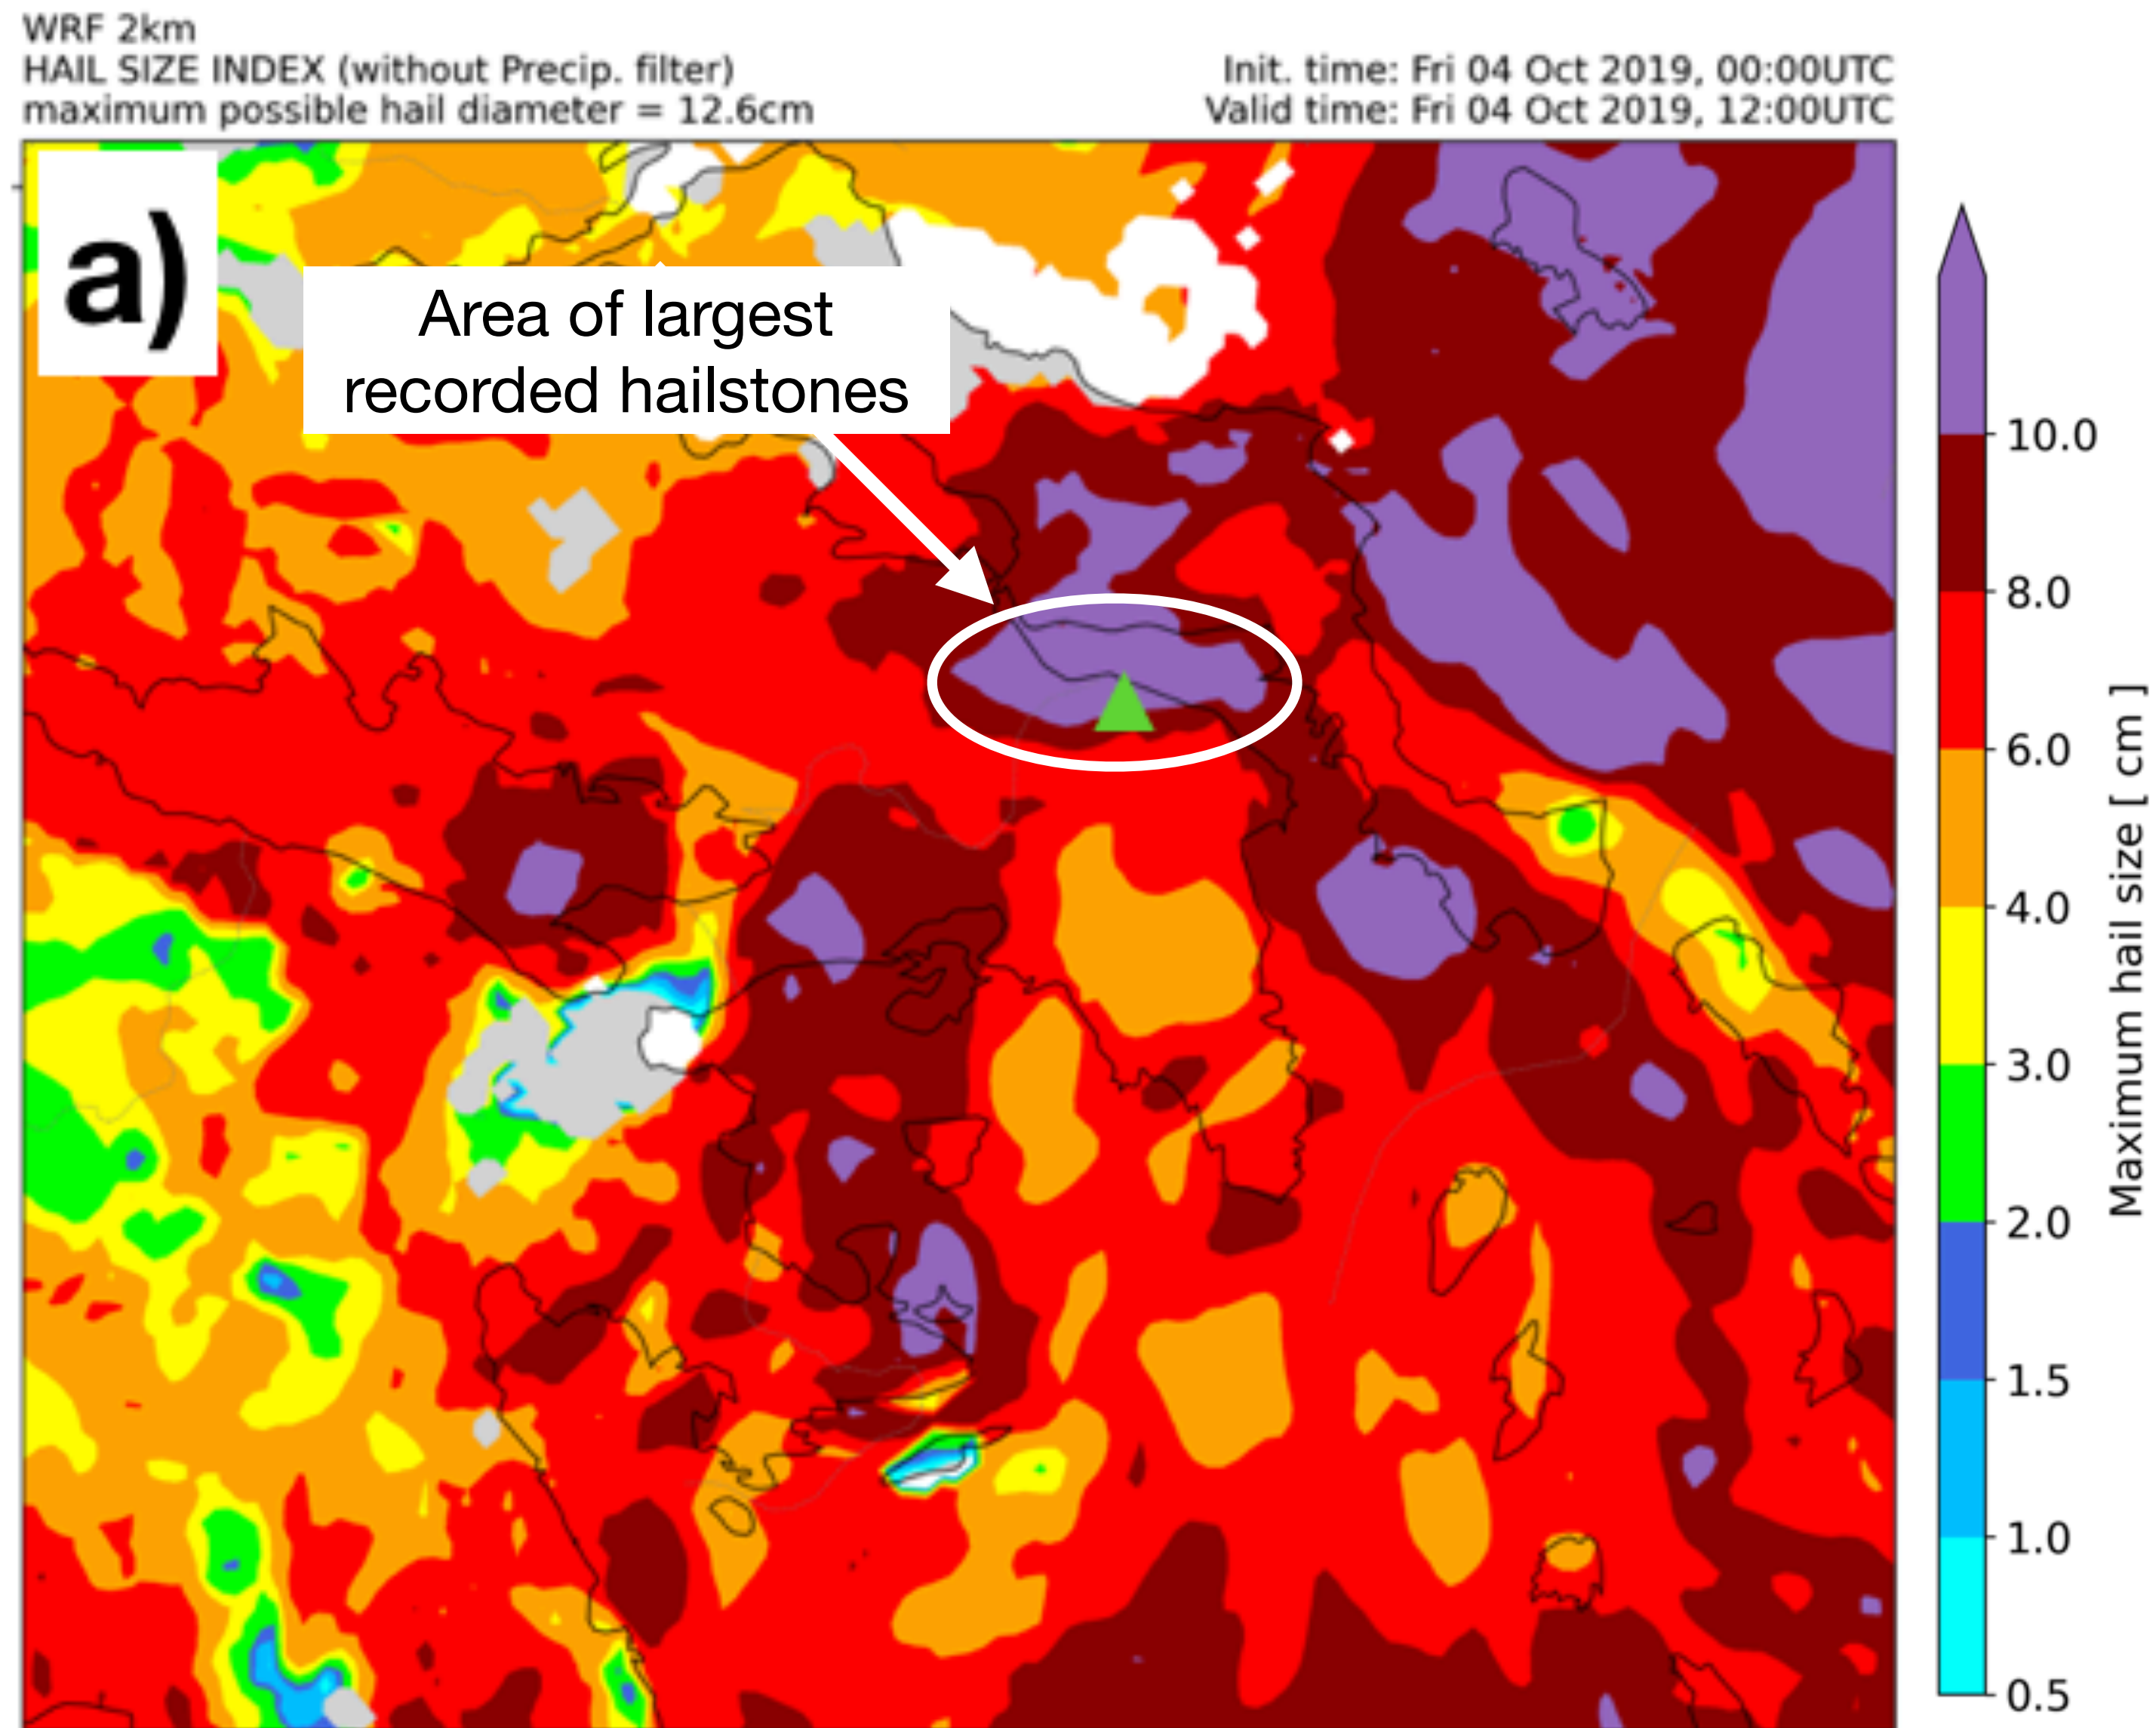 WRF 2km
HAIL SIZE INDEX (without Precip. filter)
maximum possible hail diameter = 12.6cm
Init. time: Fri 04 Oct 2019, 00:00UTC
Valid time: Fri 04 Oct 2019, 12:00UTC
a)
Area of largest
recorded hailstones
10.0
8.0
6.0
4.0
3.0
2.0
1.5
1.0
0.5
Maximum hail size [ cm ]